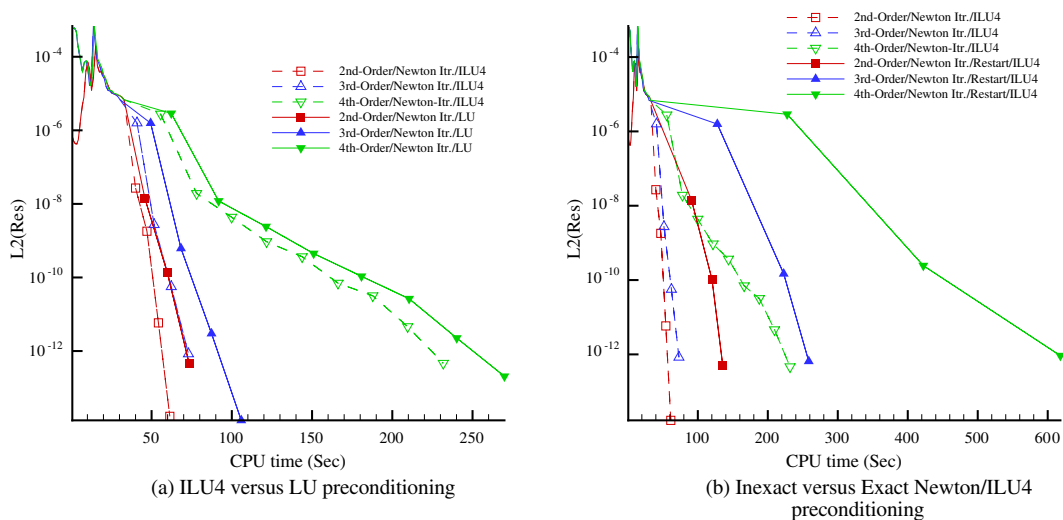 10^-4
10^-6
10^-8
10^-10
10^-12
L2(Res)
2nd-Order/Newton Itr./ILU4
3rd-Order/Newton Itr./ILU4
4th-Order/Newton-Itr./ILU4
2nd-Order/Newton Itr./LU
3rd-Order/Newton Itr./LU
4th-Order/Newton Itr./LU
50 100 150 200 250
CPU time (Sec)
(a) ILU4 versus LU preconditioning
10^-4
10^-6
10^-8
10^-10
10^-12
L2(Res)
2nd-Order/Newton Itr./ILU4
3rd-Order/Newton Itr./ILU4
4th-Order/Newton-Itr./ILU4
2nd-Order/Newton Itr./Restart/ILU4
3rd-Order/Newton Itr./Restart/ILU4
4th-Order/Newton Itr./Restart/ILU4
100 200 300 400 500 600
CPU time (Sec)
(b) Inexact versus Exact Newton/ILU4
preconditioning